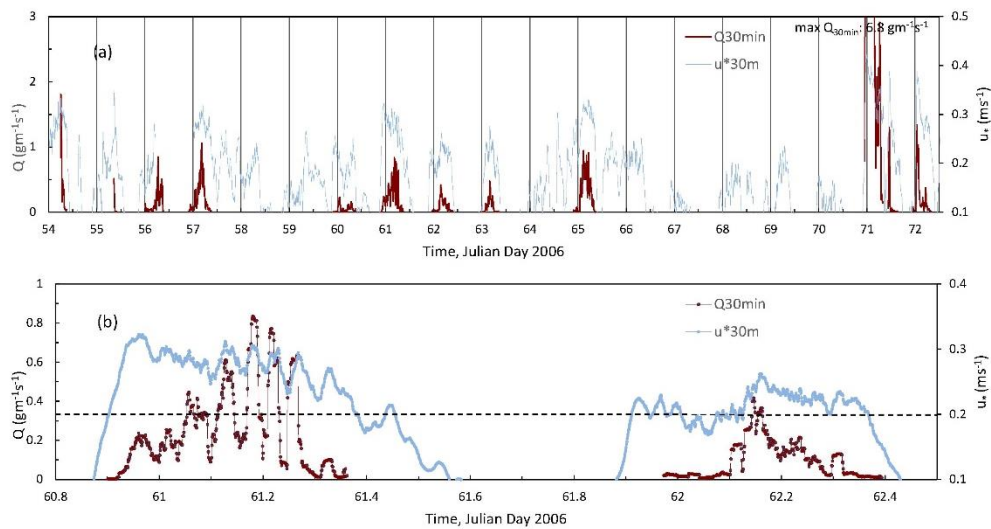 max Q30min: 6.8 gm-1s-1
(a)
Q30min
u*30m
3
2
1
0
Q (gm-1s-1)
0.5
0.4
0.3
0.2
0.1
u* (ms-1)
54 55 56 57 58 59 60 61 62 63 64 65 66 67 68 69 70 71 72
Time, Julian Day 2006
(b)
Q30min
u*30m
1
0.8
0.6
0.4
0.2
0
Q (gm-1s-1)
0.4
0.3
0.2
0.1
u* (ms-1)
60.8 61 61.2 61.4 61.6 61.8 62 62.2 62.4
Time, Julian Day 2006